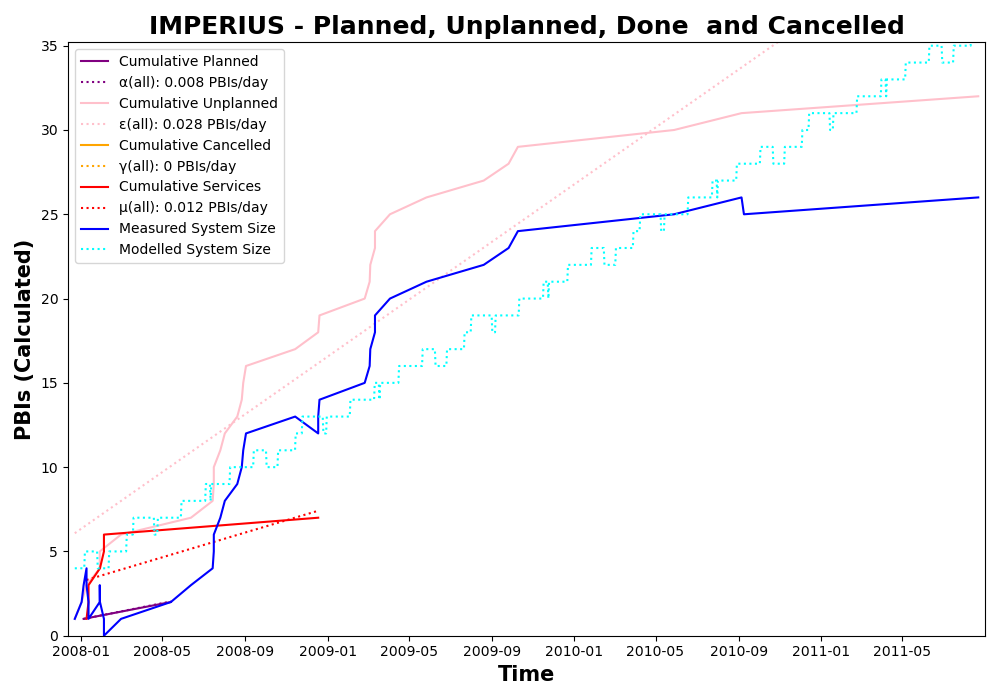 IMPERIUS - Planned, Unplanned, Done  and Cancelled
PBIs (Calculated)
35
30
25
20
15
10
5
0
Cumulative Planned
α(all): 0.008 PBIs/day
Cumulative Unplanned
ε(all): 0.028 PBIs/day
Cumulative Cancelled
γ(all): 0 PBIs/day
Cumulative Services
μ(all): 0.012 PBIs/day
Measured System Size
Modelled System Size
2008-01 2008-05 2008-09 2009-01 2009-05 2009-09 2010-01 2010-05 2010-09 2011-01 2011-05
Time